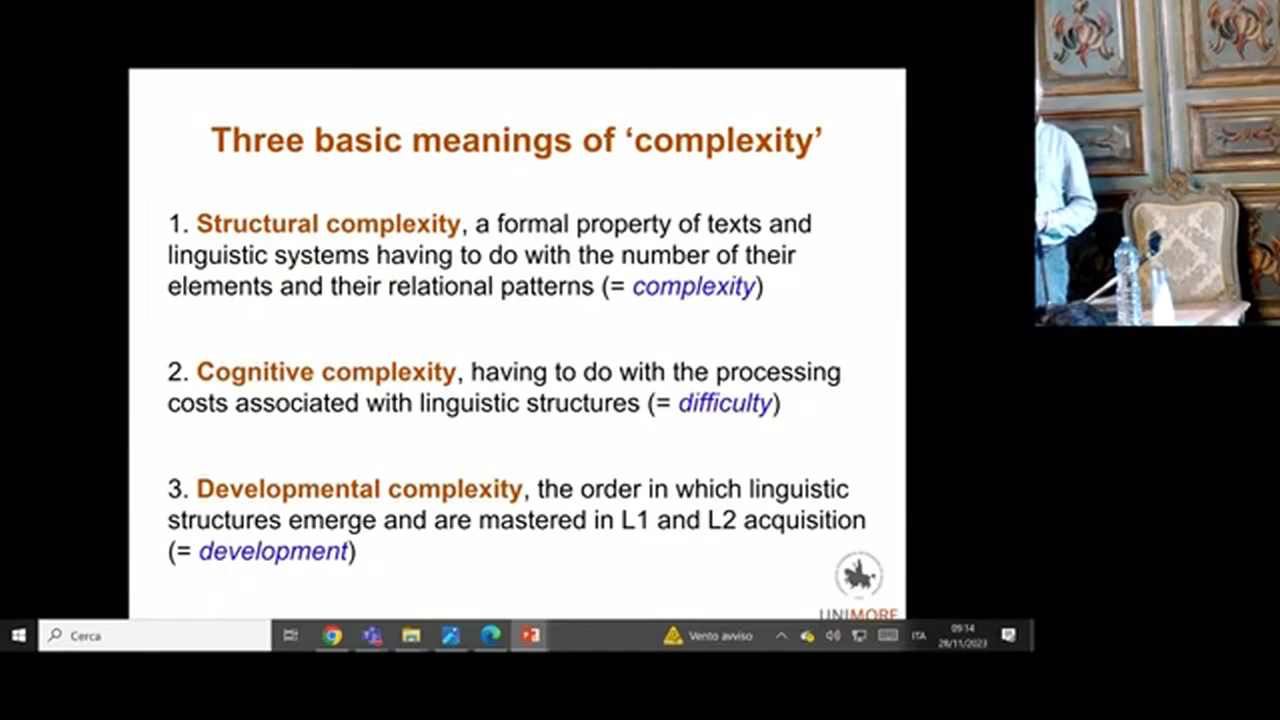 Three basic meanings of ‘complexity’
1. Structural complexity, a formal property of texts and
linguistic systems having to do with the number of their
elements and their relational patterns (= complexity)
2. Cognitive complexity, having to do with the processing
costs associated with linguistic structures (= difficulty)
3. Developmental complexity, the order in which linguistic
structures emerge and are mastered in L1 and L2 acquisition
(= development)
UNIMORE
Cerca
Vento avviso
ITA
09:14
28/11/2023